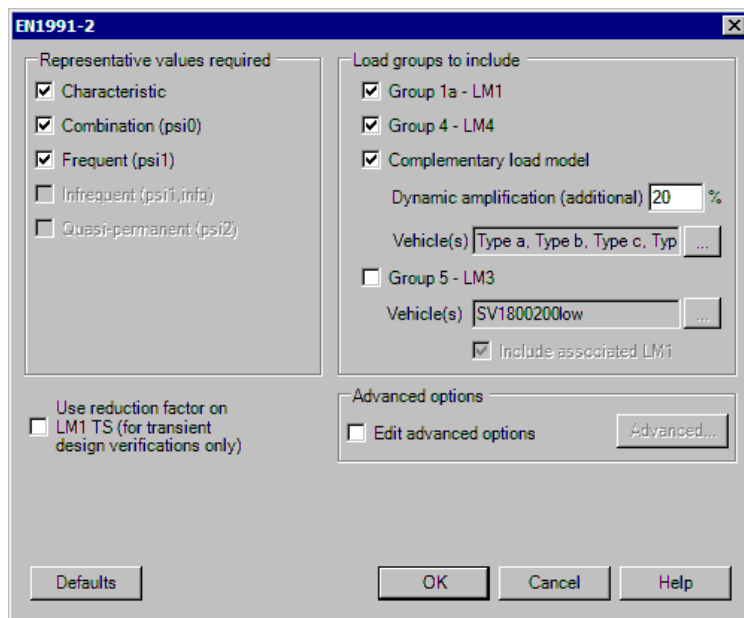 EN1991-2
Representative values required
Characteristic
Combination (psi0)
Frequent (psi1)
Infrequent (psi1,infq)
Quasi-permanent (psi2)
Load groups to include
Group 1a - LM1
Group 4 - LM4
Complementary load model
Dynamic amplification (additional) 20 %
Vehicle(s) Type a, Type b, Type c, Typ ...
Group 5 - LM3
Vehicle(s) SV1800200low ...
Include associated LM1
Use reduction factor on
LM1 TS (for transient
design verifications only)
Advanced options
Edit advanced options Advanced...
Defaults OK Cancel Help